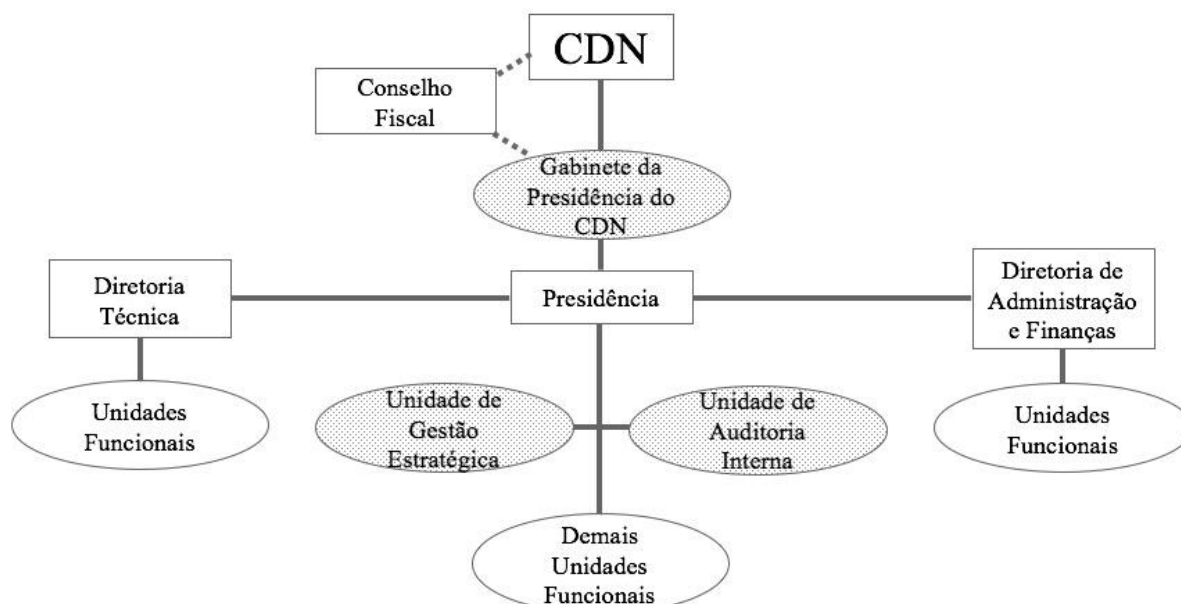 CDN
Conselho
Fiscal
Gabinete da
Presidência do
CDN
Diretoria
Técnica
Presidência
Diretoria de
Administração
e Finanças
Unidades
Funcionais
Unidade de
Gestão
Estratégica
Unidade de
Auditoria
Interna
Unidades
Funcionais
Demais
Unidades
Funcionais